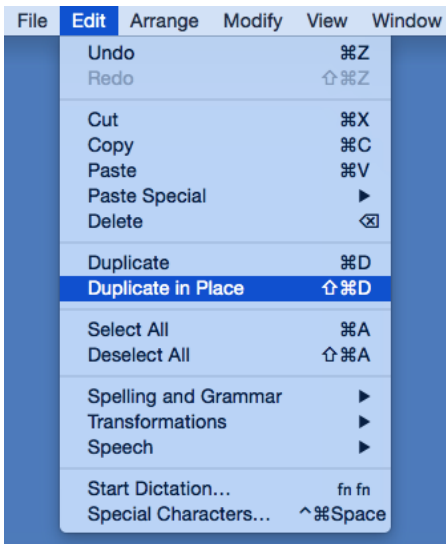 File Edit Arrange Modify View Window
Undo ⌘Z
Redo ⇧⌘Z
Cut ⌘X
Copy ⌘C
Paste ⌘V
Paste Special ▶
Delete ⌫
Duplicate ⌘D
Duplicate in Place ⇧⌘D
Select All ⌘A
Deselect All ⇧⌘A
Spelling and Grammar ▶
Transformations ▶
Speech ▶
Start Dictation... fn fn
Special Characters... ^⌘Space